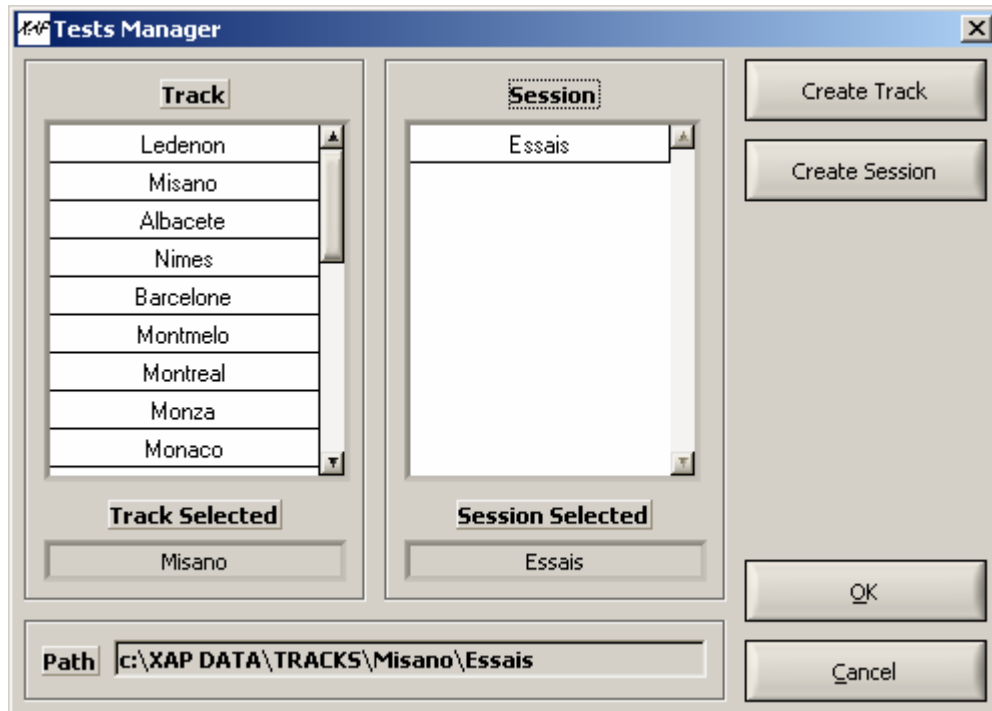 XAP Tests Manager
Track
Ledenon
Misano
Albacete
Nimes
Barcelone
Montmelo
Montreal
Monza
Monaco
Track Selected
Misano
Session
Essais
Session Selected
Essais
Create Track
Create Session
OK
Cancel
Path c:\XAP DATA\TRACKS\Misano\Essais